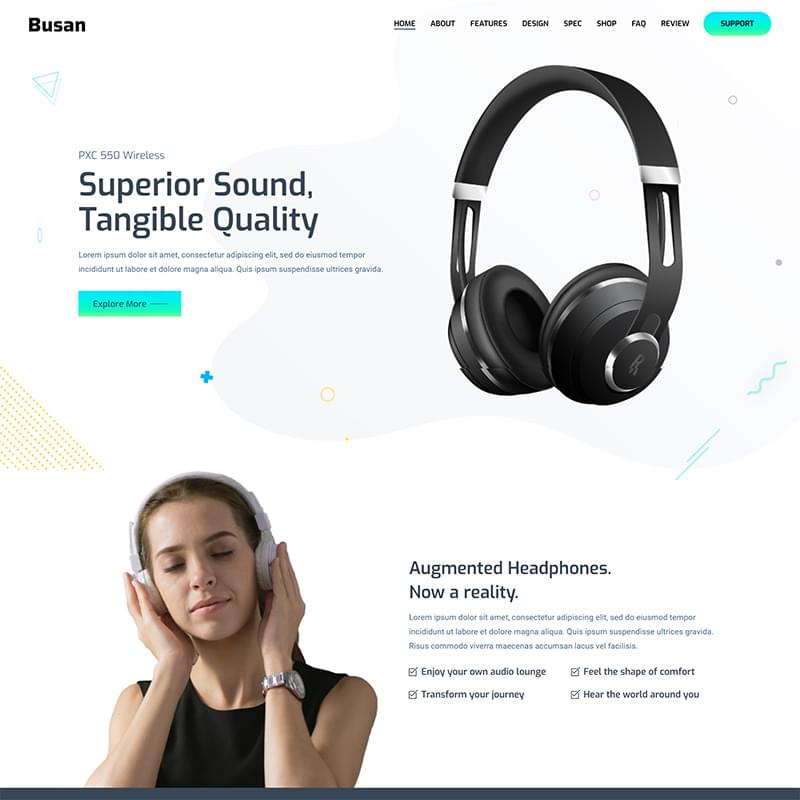 Busan
HOME ABOUT FEATURES DESIGN SPEC SHOP FAQ REVIEW SUPPORT
PXC 550 Wireless
Superior Sound,
Tangible Quality
Lorem ipsum dolor sit amet, consectetur adipiscing elit, sed do eiusmod tempor
incididunt ut labore et dolore magna aliqua. Quis ipsum suspendisse ultrices gravida.
Explore More
Augmented Headphones.
Now a reality.
Lorem ipsum dolor sit amet, consectetur adipiscing elit, sed do eiusmod tempor
incididunt ut labore et dolore magna aliqua. Quis ipsum suspendisse ultrices gravida.
Risus commodo viverra maecenas accumsan lacus vel facilisis.
Enjoy your own audio lounge Feel the shape of comfort
Transform your journey Hear the world around you